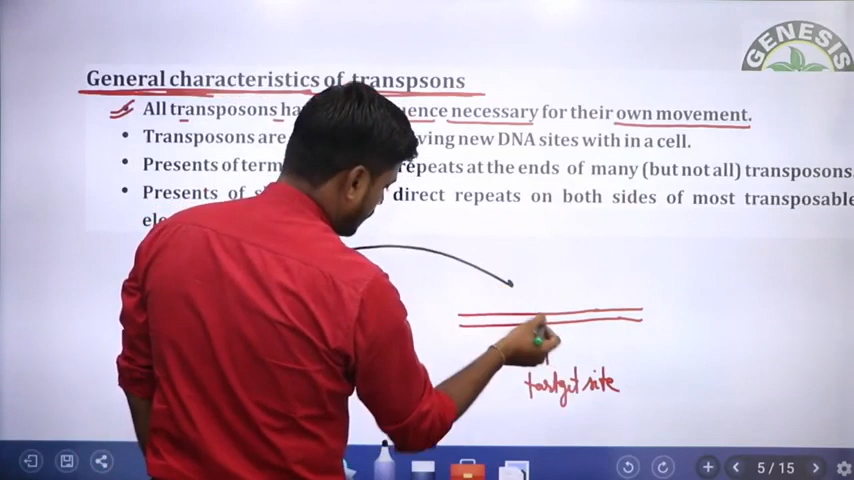 GENESIS
General characteristics of transpsons
All transposons ha uence necessary for their own movement.
Transposons are ving new DNA sites with in a cell.
Presents of term repeats at the ends of many (but not all) transposons
Presents of direct repeats on both sides of most transposable
ele
target site
5/15